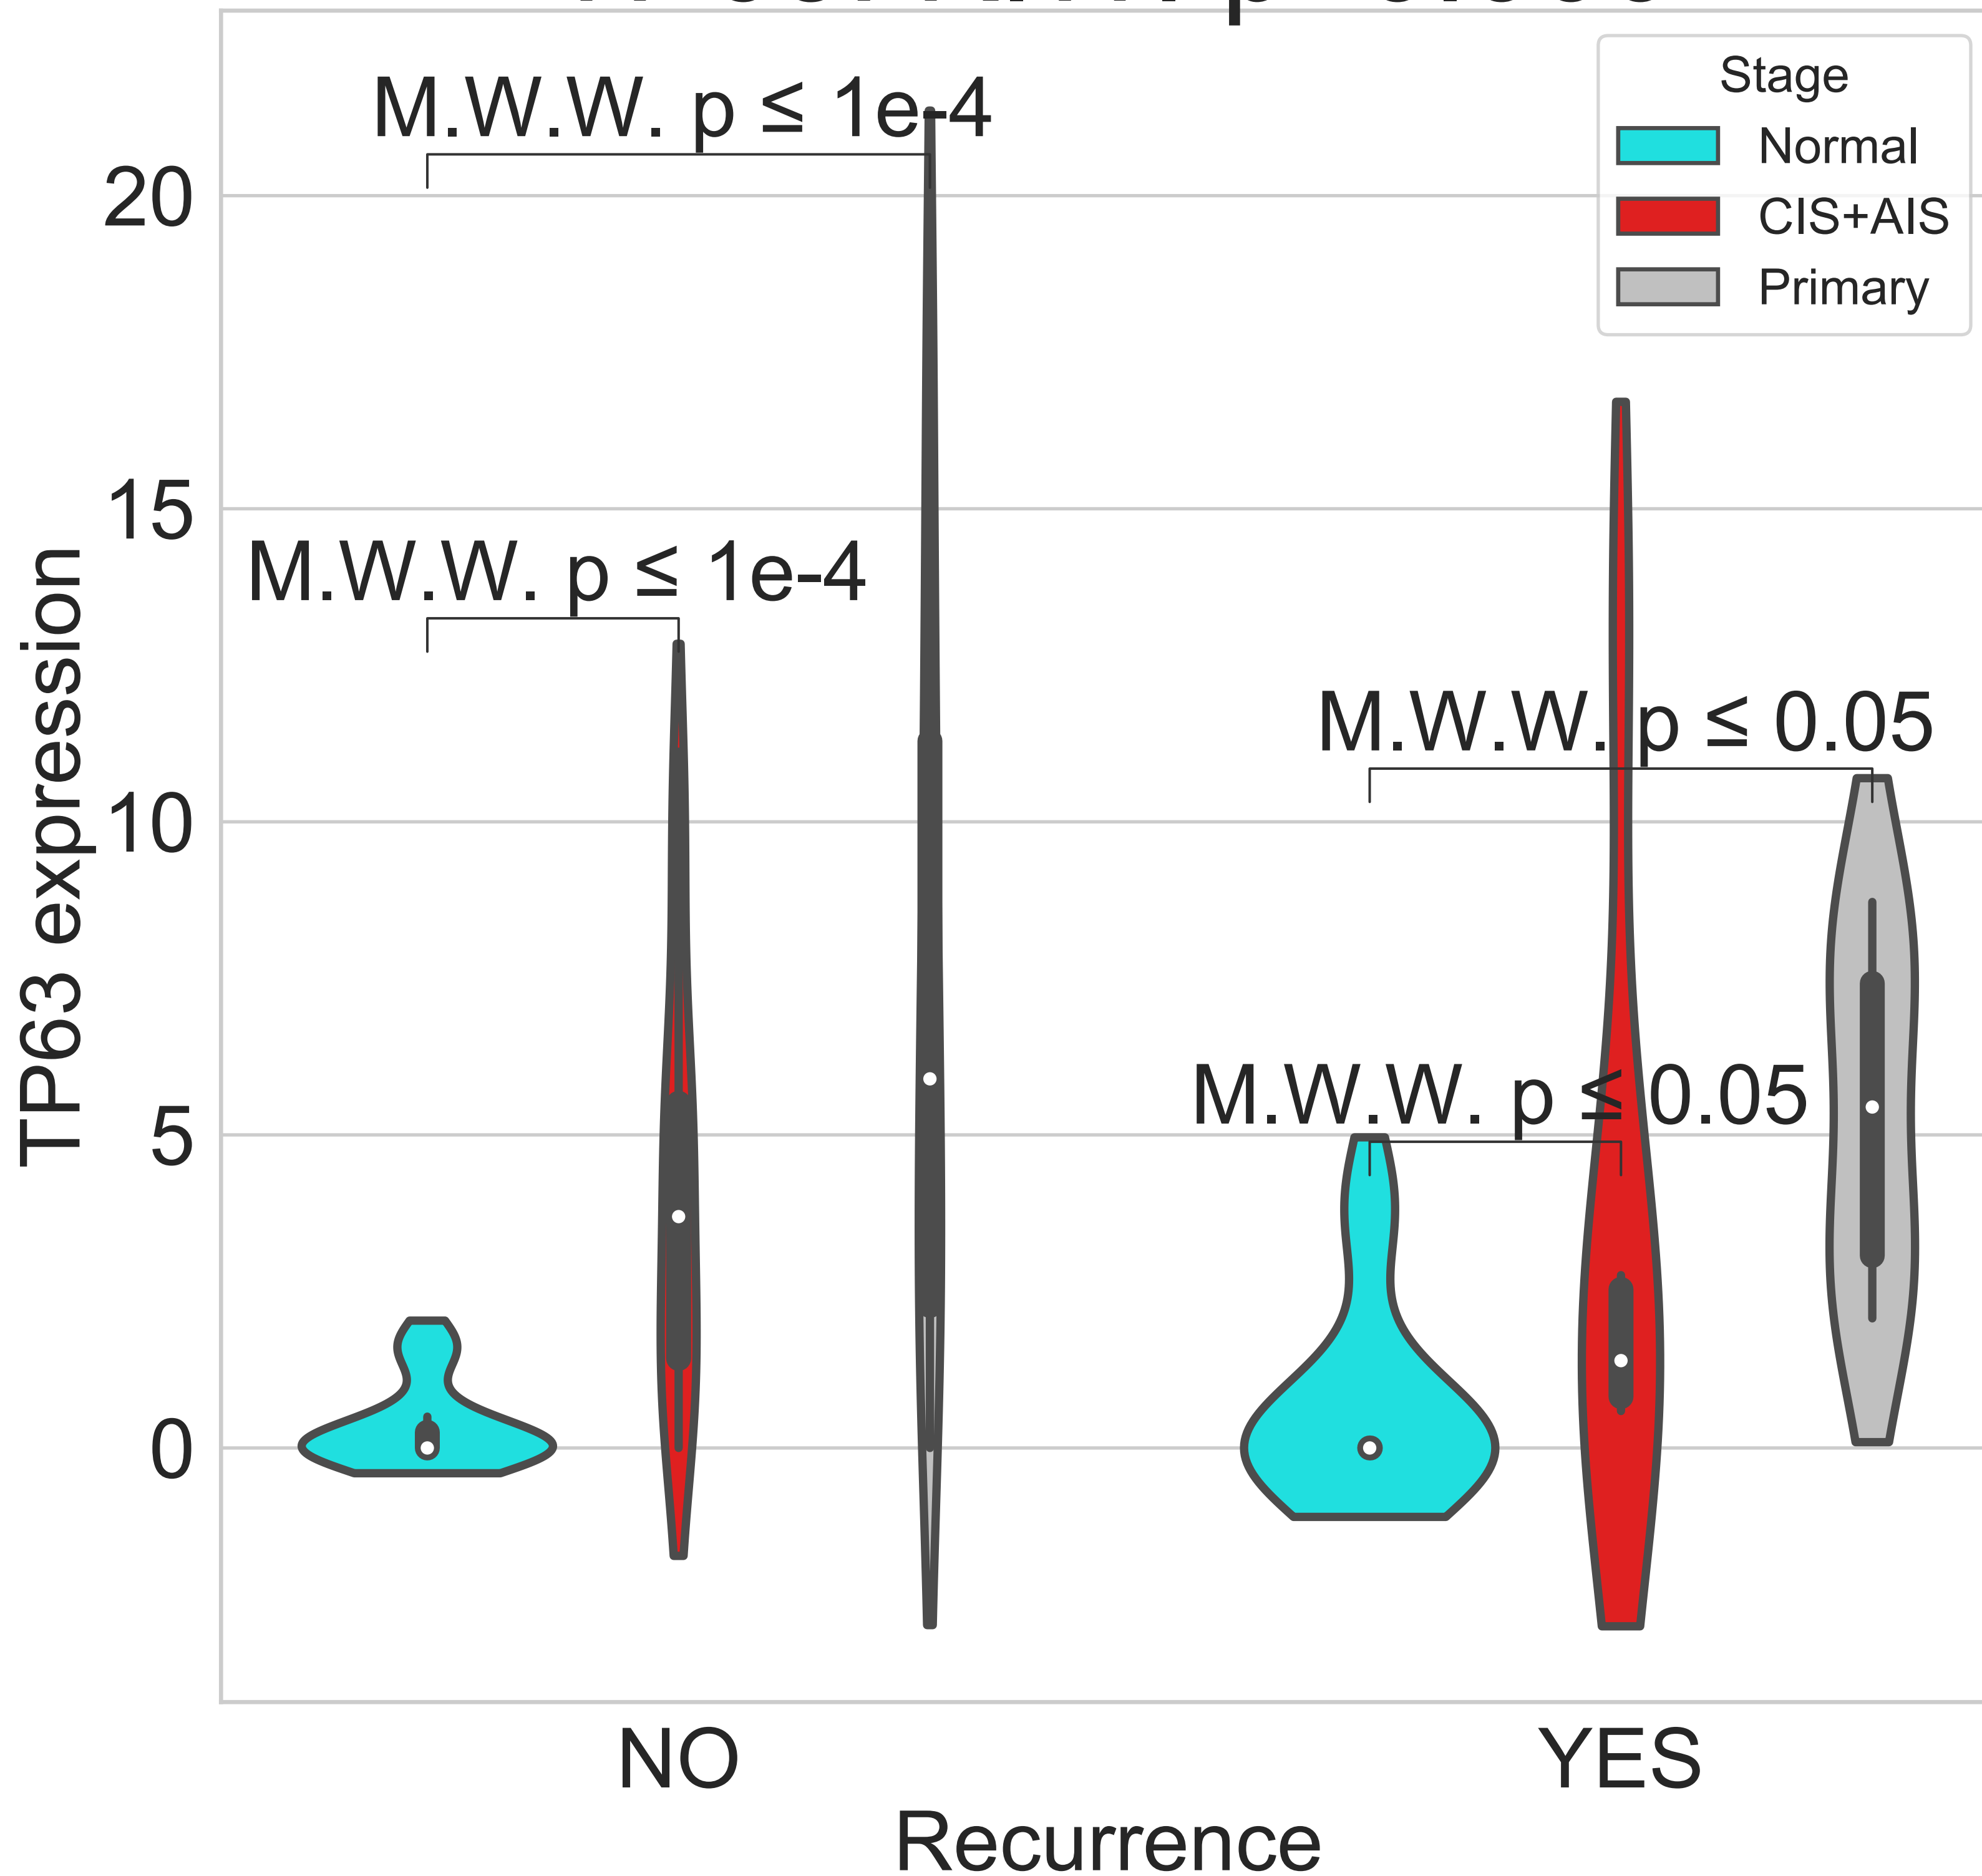 Stage
Normal
CIS+AIS
Primary
M.W.W. p ≤ 1e-4
M.W.W. p ≤ 1e-4
M.W.W. p ≤ 0.05
M.W.W. p ≤ 0.05
20
15
10
5
0
TP63 expression
NO
YES
Recurrence